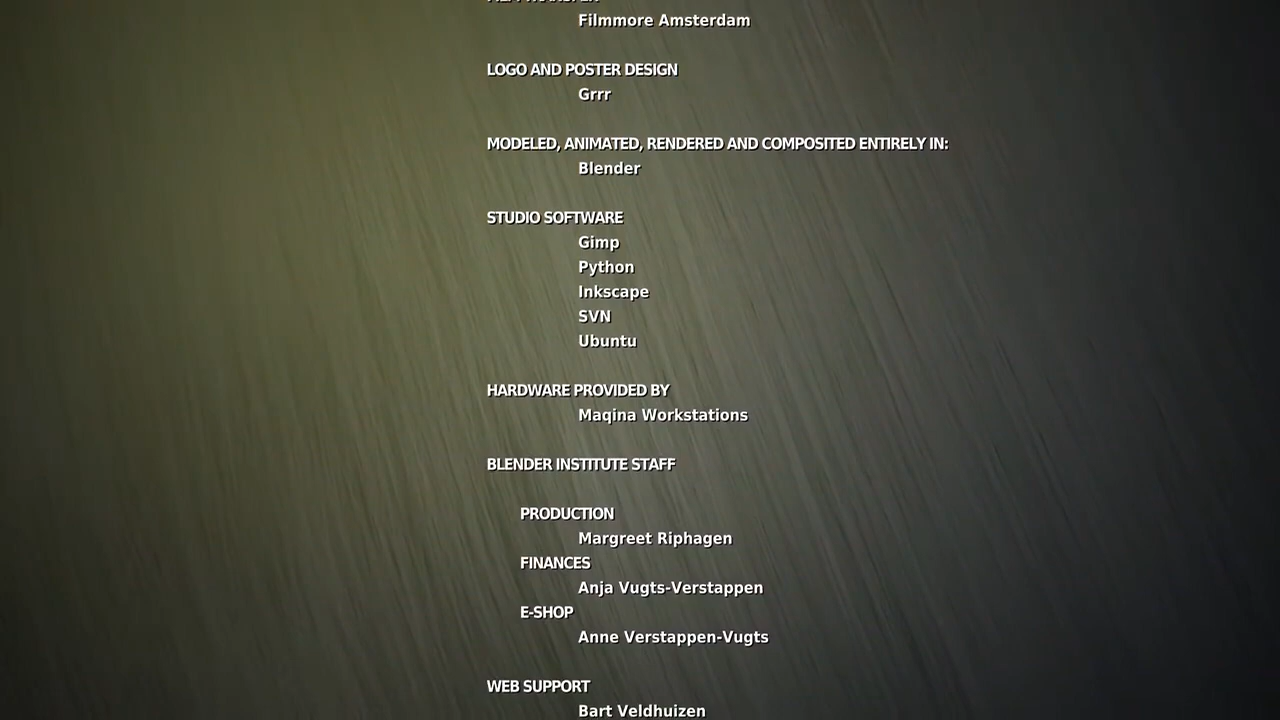 Filmmore Amsterdam
LOGO AND POSTER DESIGN
Grrr
MODELED, ANIMATED, RENDERED AND COMPOSITED ENTIRELY IN:
Blender
STUDIO SOFTWARE
Gimp
Python
Inkscape
SVN
Ubuntu
HARDWARE PROVIDED BY
Maqina Workstations
BLENDER INSTITUTE STAFF
PRODUCTION
Margreet Riphagen
FINANCES
Anja Vugts-Verstappen
E-SHOP
Anne Verstappen-Vugts
WEB SUPPORT
Bart Veldhuizen